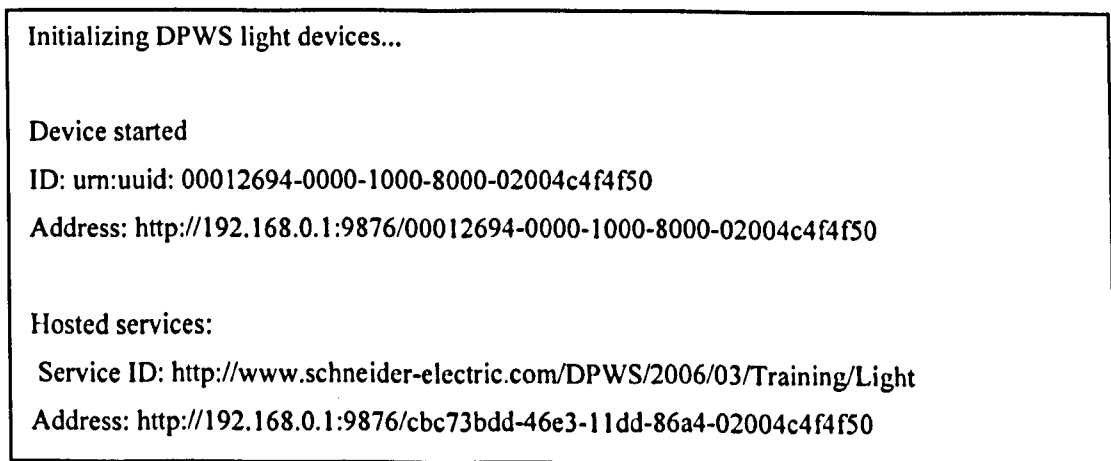 Initializing DPWS light devices...
Device started
ID: urn:uuid: 00012694-0000-1000-8000-02004c4f4f50
Address: http://192.168.0.1:9876/00012694-0000-1000-8000-02004c4f4f50
Hosted services:
Service ID: http://www.schneider-electric.com/DPWS/2006/03/Training/Light
Address: http://192.168.0.1:9876/cbc73bdd-46e3-11dd-86a4-02004c4f4f50